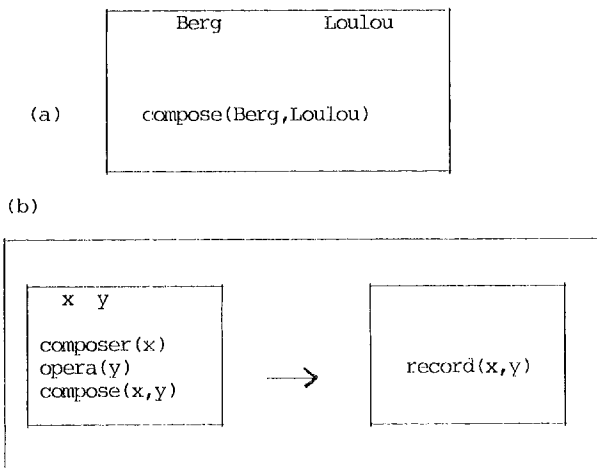 Berg Loulou
(a) compose(Berg,Loulou)
(b)
x y
composer(x)
opera(y)
compose(x,y)
record(x,y)